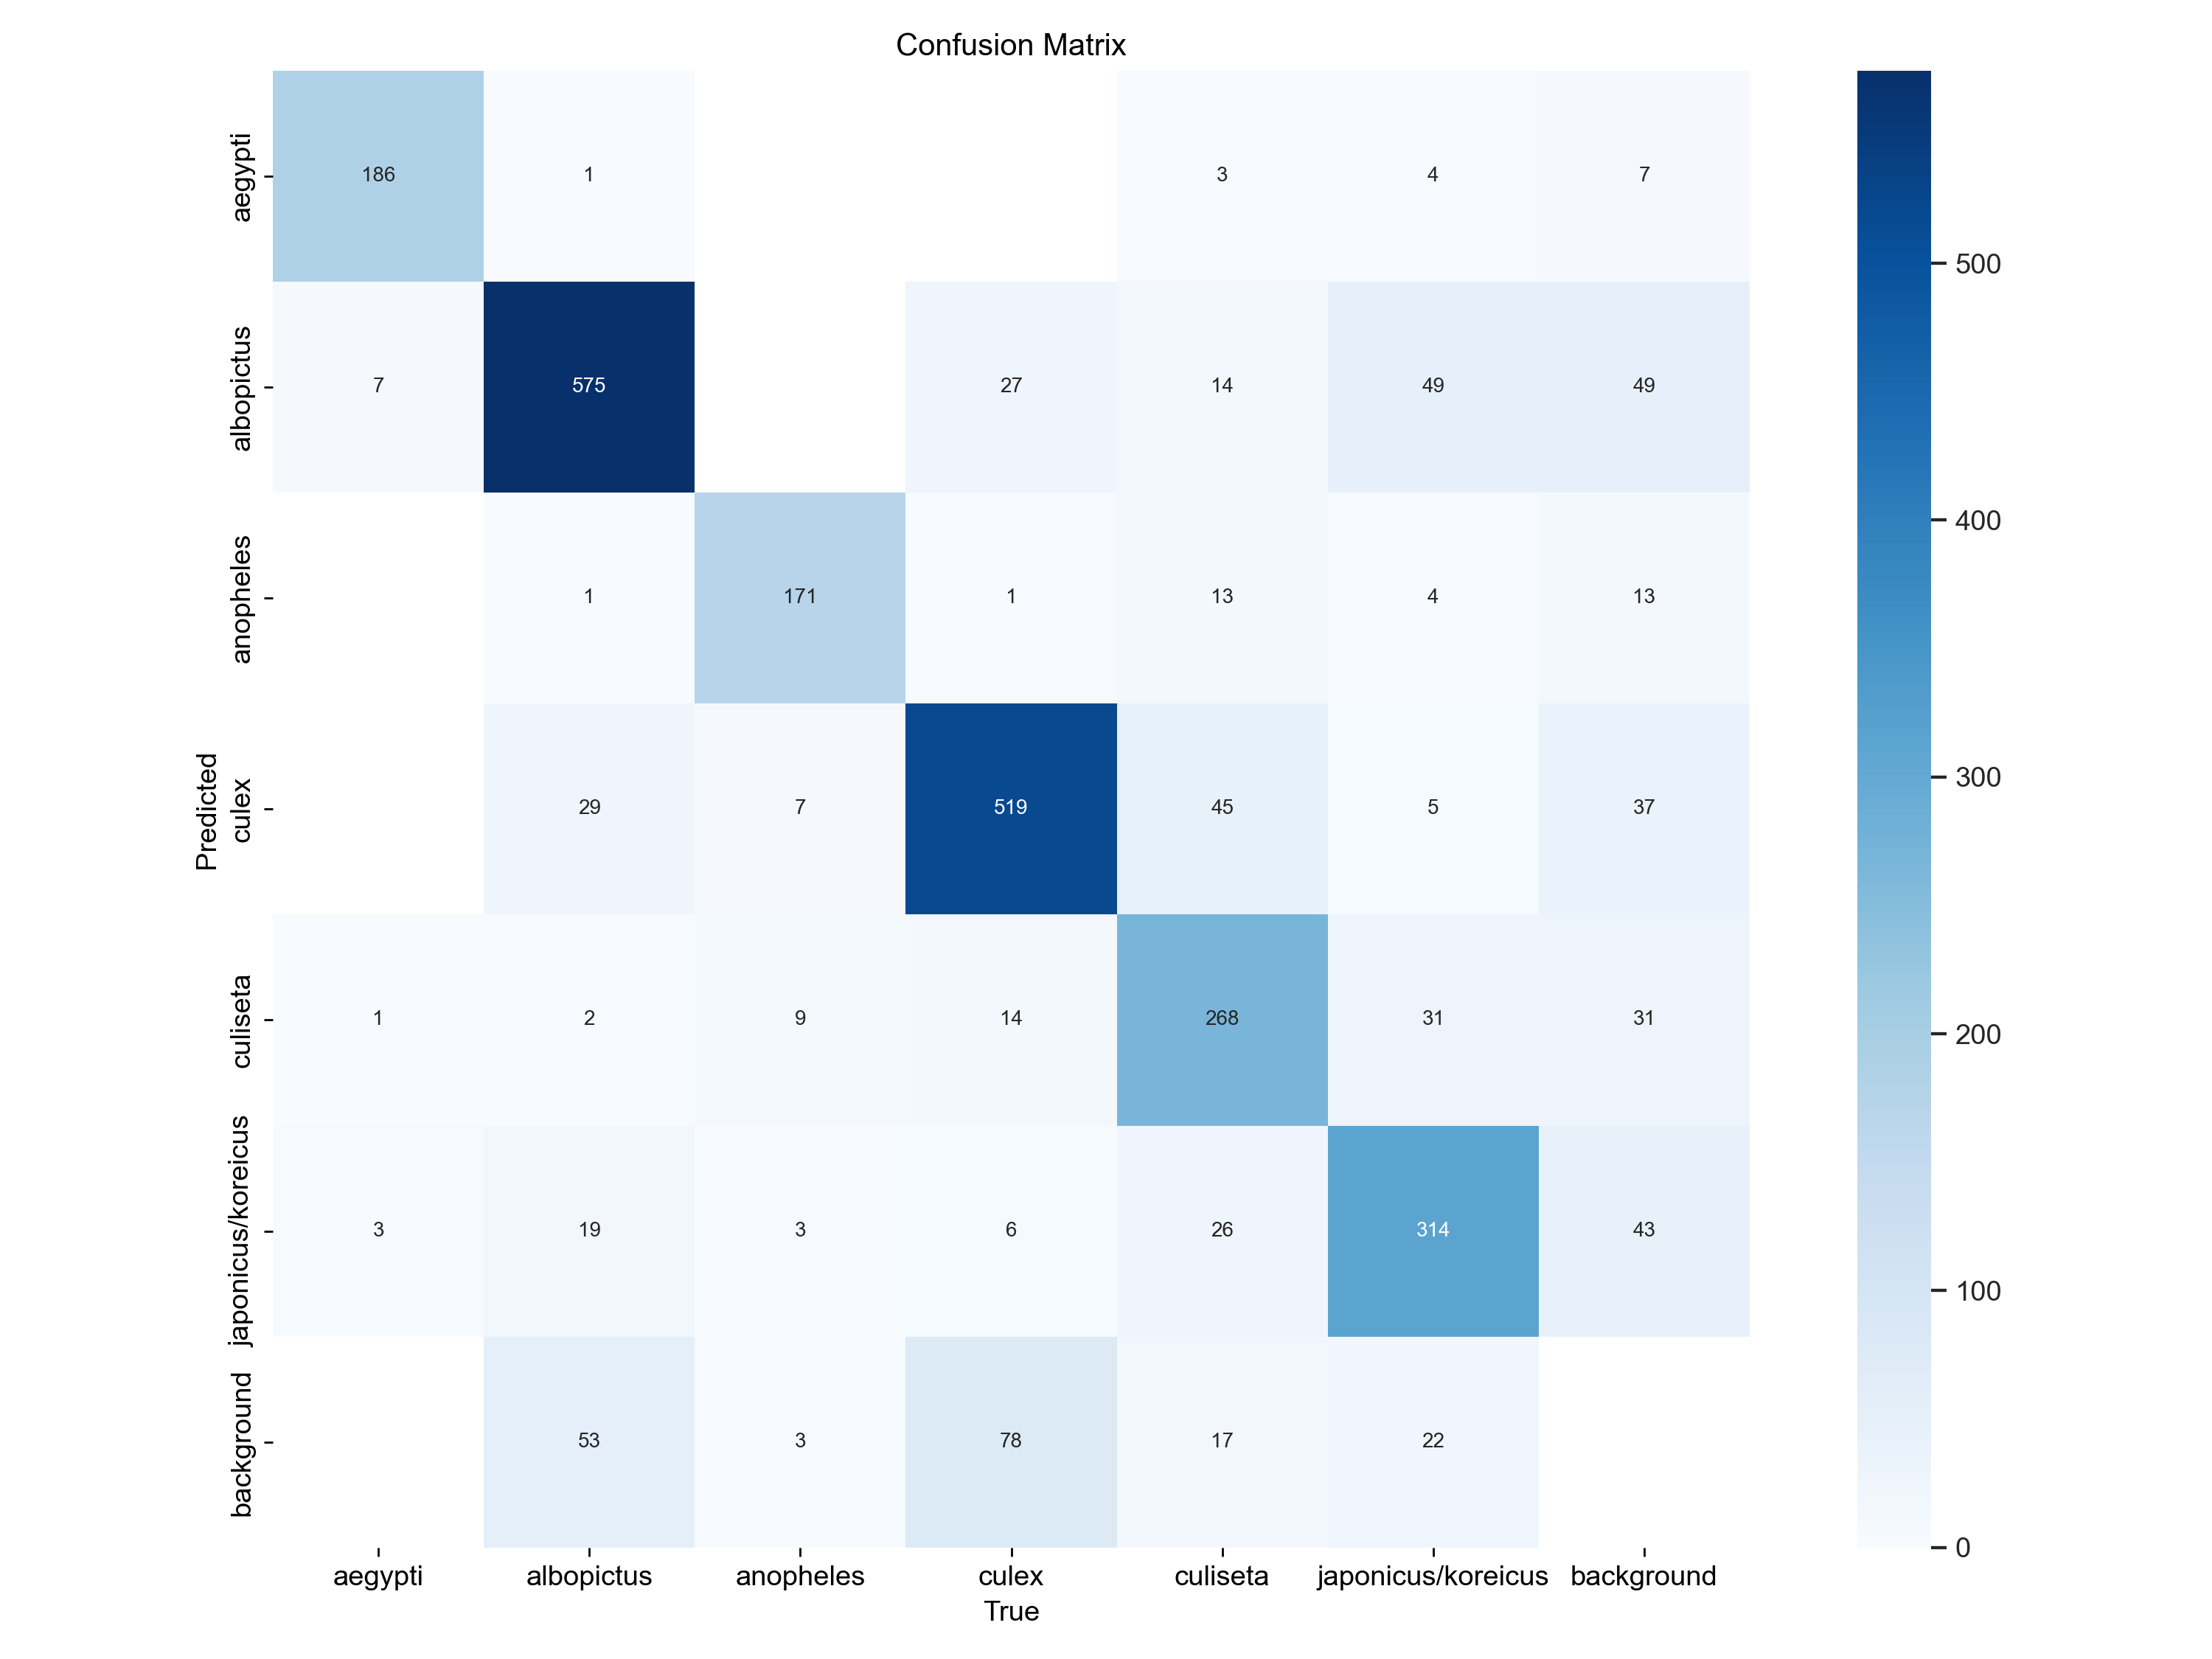 Confusion Matrix
aegypti 186 1 3 4 7
albopictus 7 575 27 14 49 49
anopheles 1 171 1 13 4 13
culex 29 7 519 45 5 37
culiseta 1 2 9 14 268 31 31
japonicus/koreicus 3 19 3 6 26 314 43
background 53 3 78 17 22
Predicted
aegypti albopictus anopheles culex culiseta japonicus/koreicus background
True
500
400
300
200
100
0